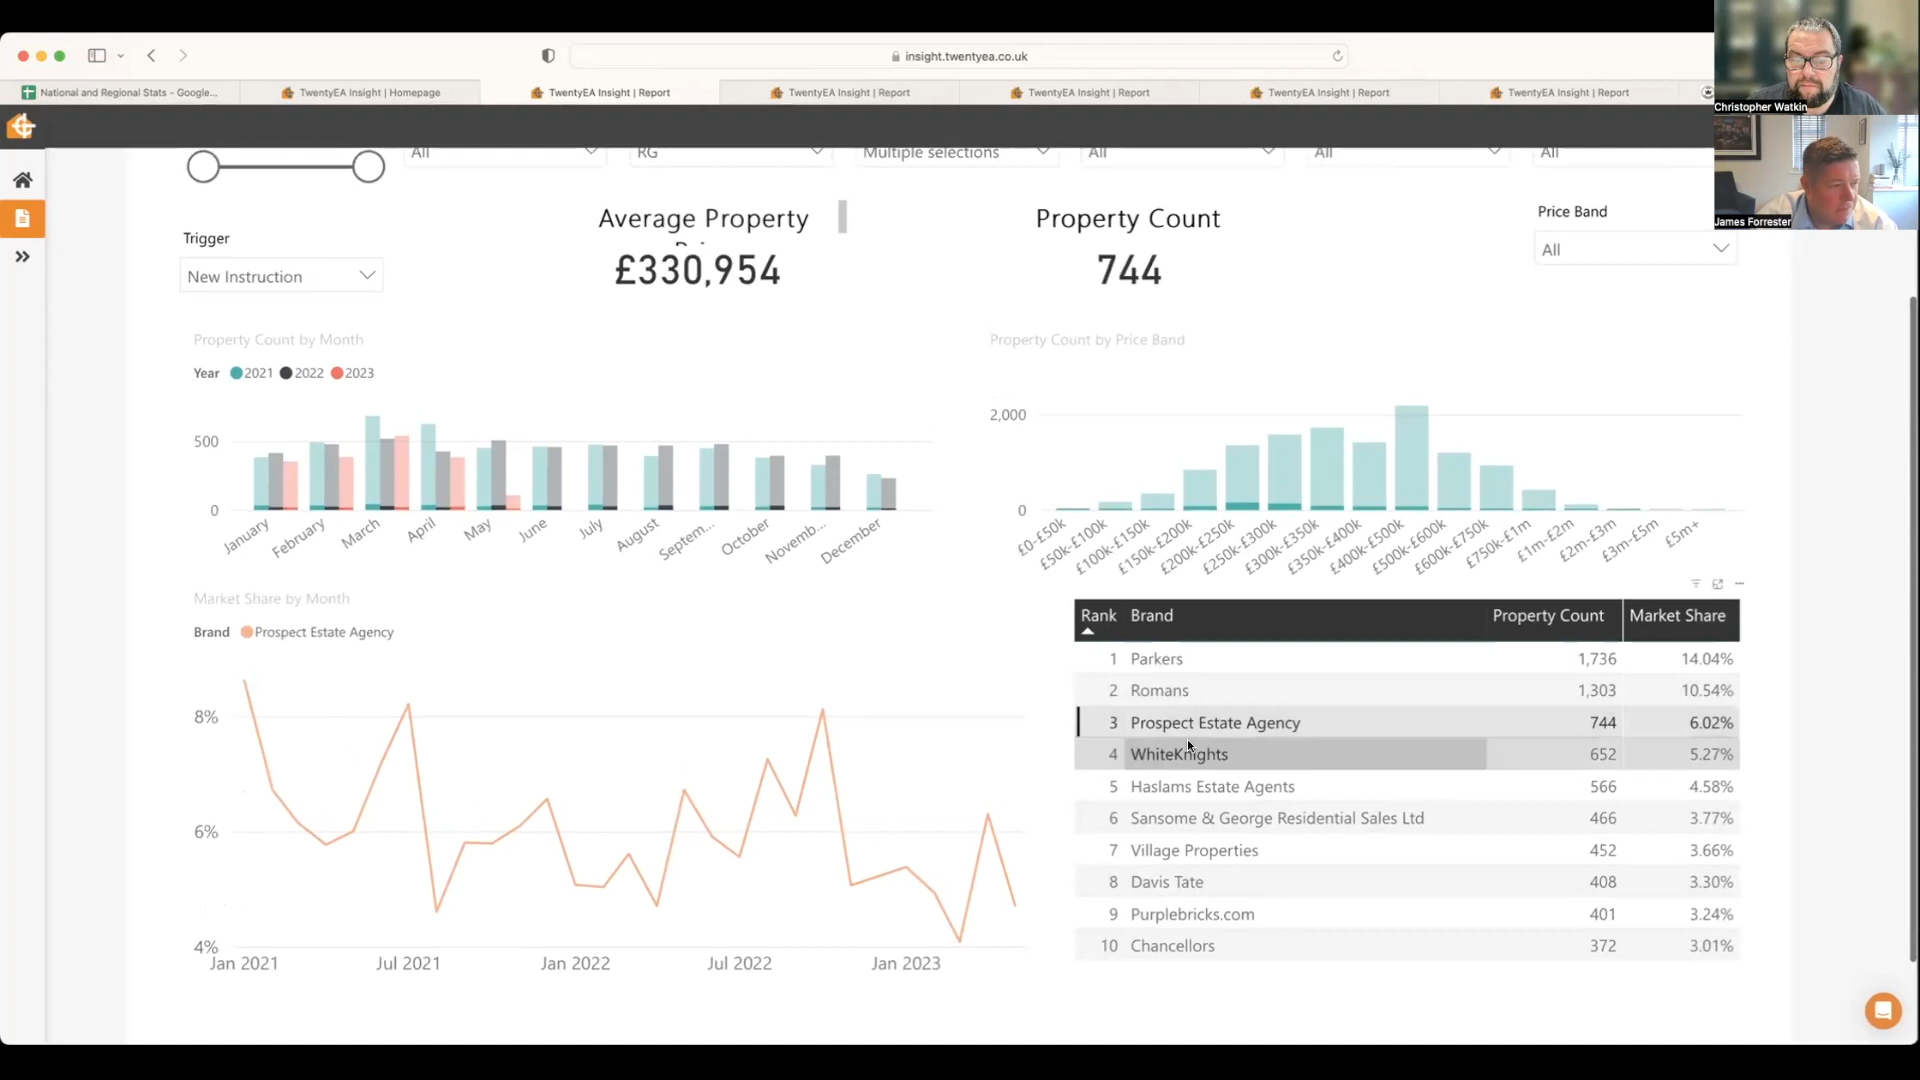 insight.twentyea.co.uk
National and Regional Stats - Google...
TwentyEA Insight | Homepage
TwentyEA Insight | Report
TwentyEA Insight | Report
TwentyEA Insight | Report
TwentyEA Insight | Report
TwentyEA Insight | Report
Christopher Watkin
James Forrester
All
RG
Multiple selections
All
All
All
Trigger
New Instruction
Average Property
£330,954
Property Count
744
Price Band
All
Property Count by Month
Year 2021 2022 2023
500
0
January February March April May June July August Septem... October Novemb... December
Property Count by Price Band
2,000
0
£0-£50k £50k-£100k £100k-£150k £150k-£200k £200k-£250k £250k-£300k £300k-£350k £350k-£400k £400k-£500k £500k-£600k £600k-£750k £750k-£1m £1m-£2m £2m-£3m £3m-£5m £5m+
Market Share by Month
Brand Prospect Estate Agency
8%
6%
4%
Jan 2021 Jul 2021 Jan 2022 Jul 2022 Jan 2023
Rank Brand Property Count Market Share
1 Parkers 1,736 14.04%
2 Romans 1,303 10.54%
3 Prospect Estate Agency 744 6.02%
4 WhiteKnights 652 5.27%
5 Haslams Estate Agents 566 4.58%
6 Sansome & George Residential Sales Ltd 466 3.77%
7 Village Properties 452 3.66%
8 Davis Tate 408 3.30%
9 Purplebricks.com 401 3.24%
10 Chancellors 372 3.01%